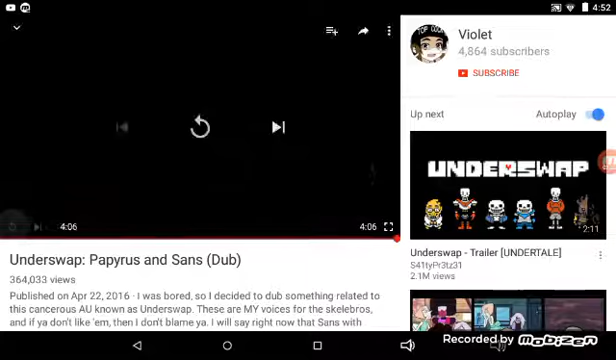 4:52
TOP COOK
Violet
4,864 subscribers
SUBSCRIBE
Up next
Autoplay
UNDERSWAP
2:11
4:06
4:06
Underswap: Papyrus and Sans (Dub)
364,033 views
Published on Apr 22, 2016 · I was bored, so I decided to dub something related to
this cancerous AU known as Underswap. These are MY voices for the skelebros,
and if ya don't like 'em, then I don't blame ya. I will say right now that Sans with
Underswap - Trailer [UNDERTALE]
S41tyPr3tz31
2.1M views
Recorded by mobizen